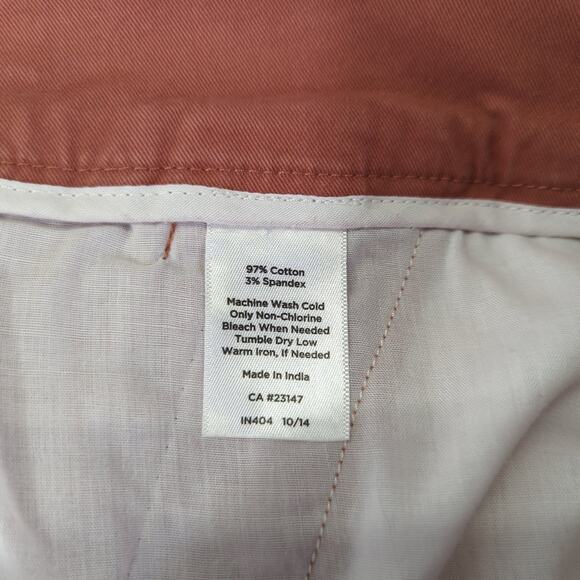 97% Cotton
3% Spandex
Machine Wash Cold
Only Non-Chlorine
Bleach When Needed
Tumble Dry Low
Warm Iron, If Needed
Made in India
CA #23147
IN404 10/14